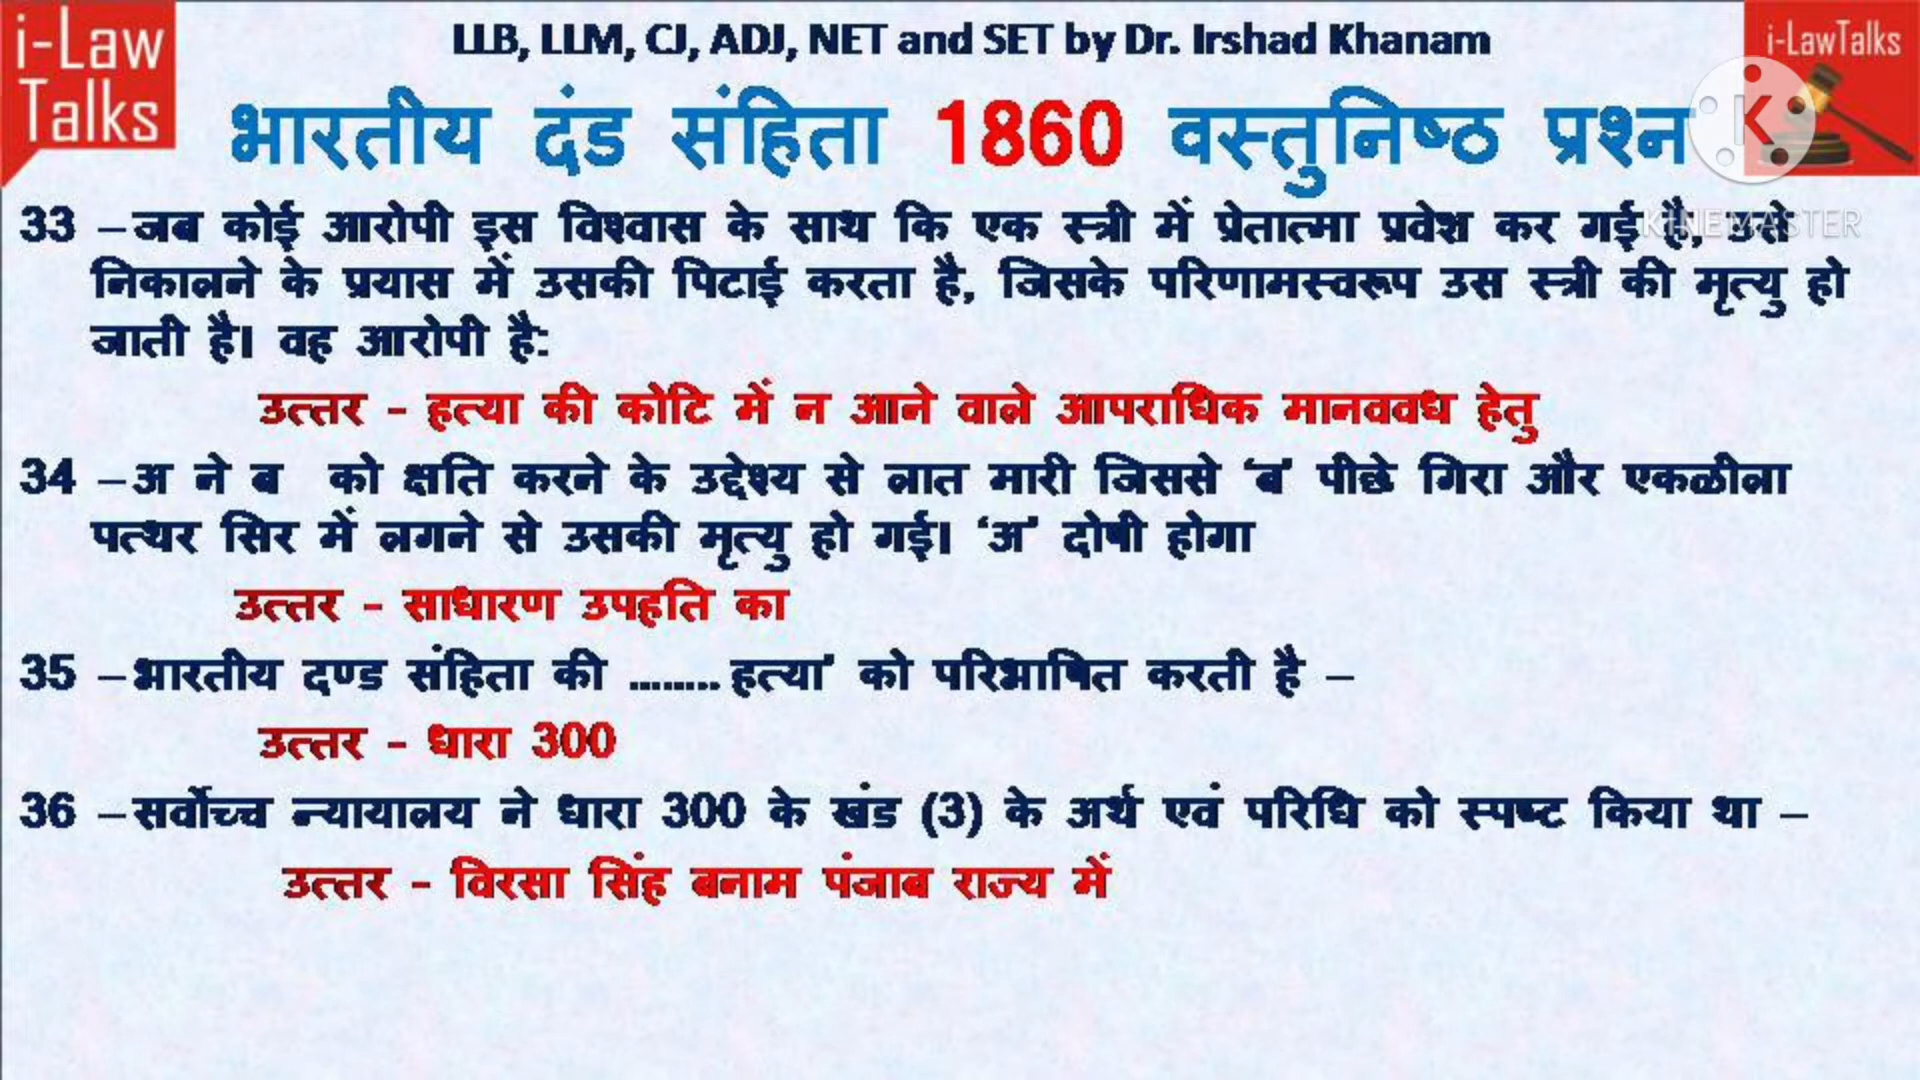 i-Law
Talks
LLB, LLM, CJ, ADJ, NET and SET by Dr. Irshad Khanam
i-LawTalks
K
भारतीय दंड संहिता 1860 वस्तुनिष्ठ प्रश्न
KINEMASTER
33 –जब कोई आरोपी इस विश्वास के साथ कि एक स्त्री में प्रेतात्मा प्रवेश कर गई है, उसे
निकालने के प्रयास में उसकी पिटाई करता है, जिसके परिणामस्वरूप उस स्त्री की मृत्यु हो
जाती है। वह आरोपी है:
उत्तर – हत्या की कोटि में न आने वाले आपराधिक मानववध हेतु
34 –अ ने ब को क्षति करने के उद्देश्य से लात मारी जिससे ‘ब’ पीछे गिरा और एकळीला
पत्थर सिर में लगने से उसकी मृत्यु हो गई। ‘अ’ दोषी होगा
उत्तर – साधारण उपहति का
35 –भारतीय दण्ड संहिता की ......... हत्या’ को परिभाषित करती है –
उत्तर – धारा 300
36 –सर्वोच्च न्यायालय ने धारा 300 के खंड (3) के अर्थ एवं परिधि को स्पष्ट किया था –
उत्तर – विरसा सिंह बनाम पंजाब राज्य में